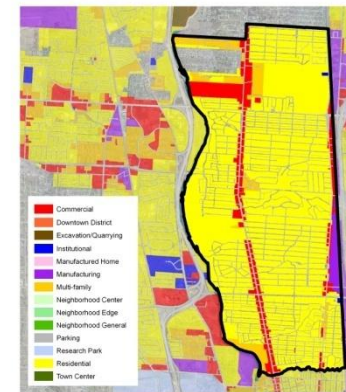 Commercial
Downtown District
Excavation/Quarrying
Institutional
Manufactured Home
Manufacturing
Multi-family
Neighborhood Center
Neighborhood Edge
Neighborhood General
Parking
Research Park
Residential
Town Center